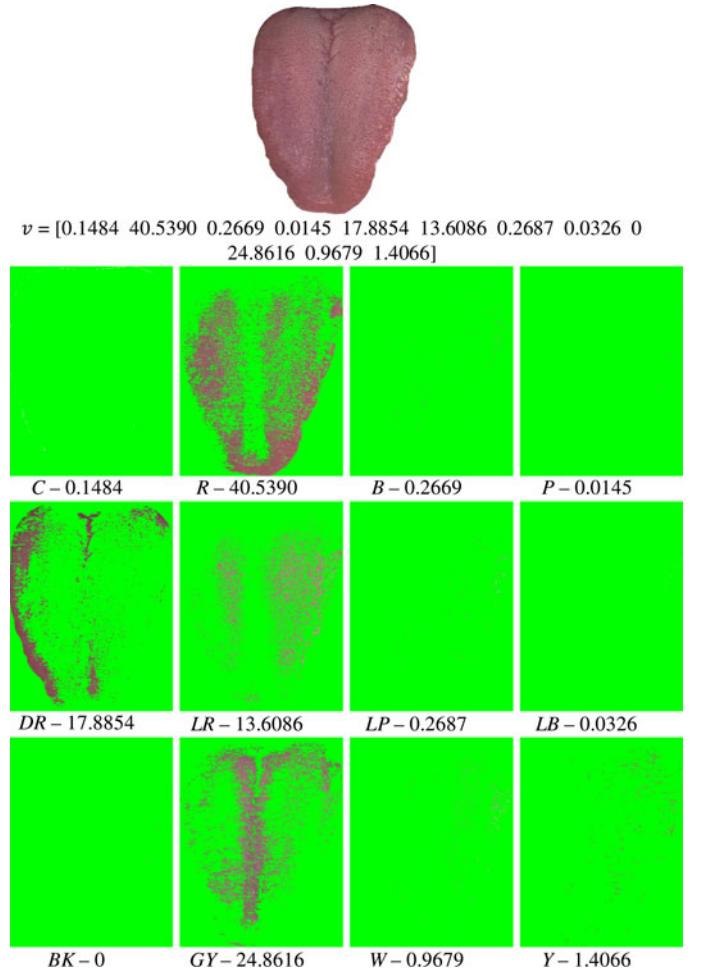 v = [0.1484 40.5390 0.2669 0.0145 17.8854 13.6086 0.2687 0.0326 0
24.8616 0.9679 1.4066]
C – 0.1484 R – 40.5390 B – 0.2669 P – 0.0145
DR – 17.8854 LR – 13.6086 LP – 0.2687 LB – 0.0326
BK – 0 GY – 24.8616 W – 0.9679 Y – 1.4066